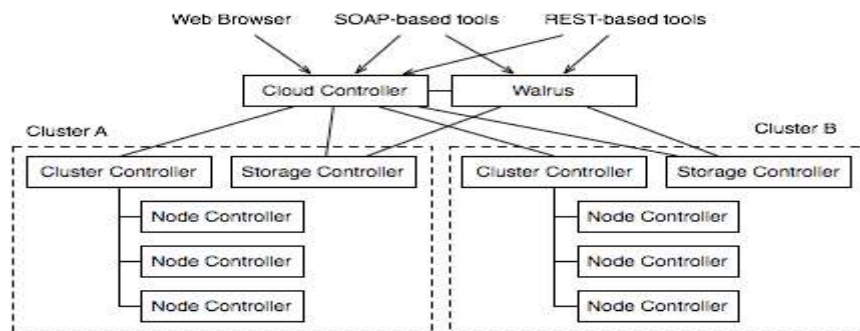 Web Browser SOAP-based tools REST-based tools
Cloud Controller Walrus
Cluster A Cluster B
Cluster Controller Storage Controller Cluster Controller Storage Controller
Node Controller Node Controller
Node Controller Node Controller
Node Controller Node Controller